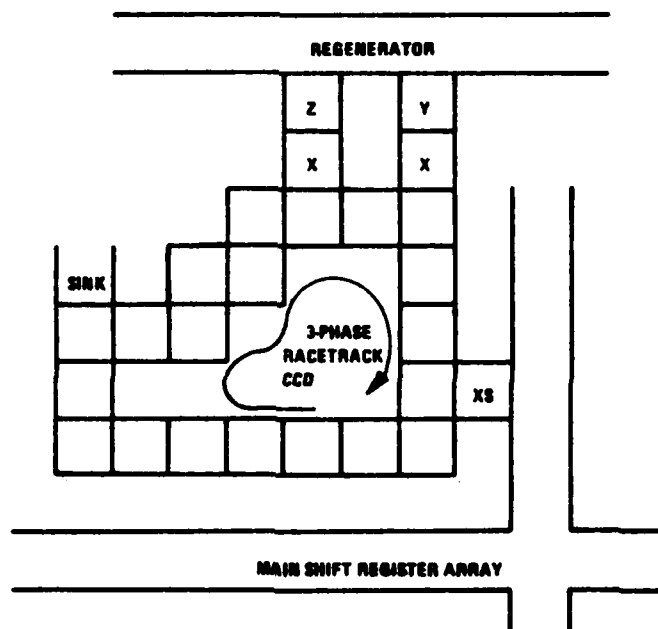 REGENERATOR
Z
Y
X
X
SINK
3-PHASE
RACETRACK
CCD
XS
MAIN SHIFT REGISTER ARRAY